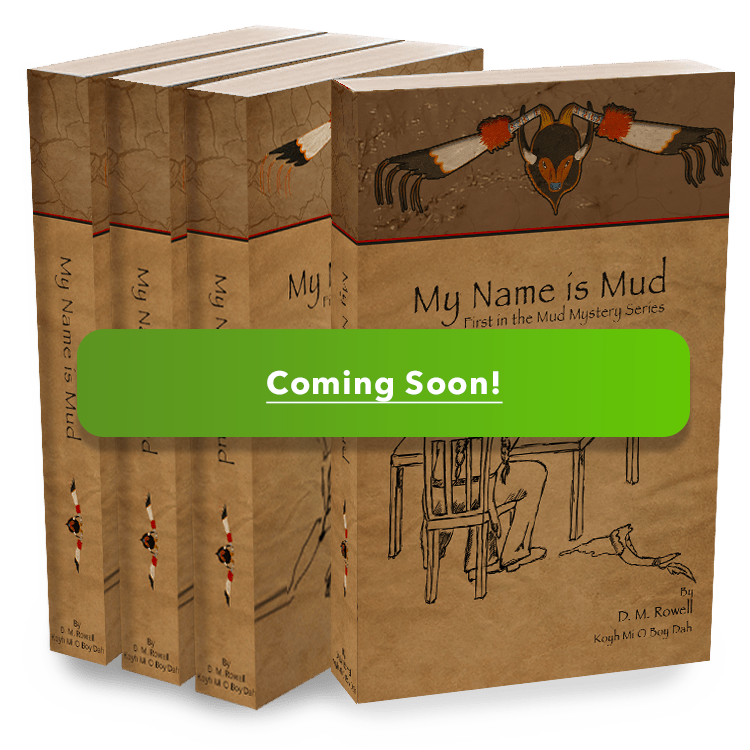 My Name is Mud
By
D. M. Rowell
Koyh Mi O Boy Dah
My N
By
D. M. Rowell
Koyh Mi O Boy Dah
My N
ud
By
D. M. Rowell
Koyh Mi O Boy Dah
My
My Name is Mud
First in the Mud Mystery Series
Coming Soon!
By
D. M. Rowell
Koyh Mi O Boy Dah